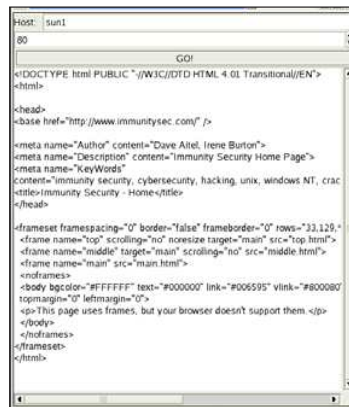 Host: sun1
80
GO!
<!DOCTYPE html PUBLIC "-//W3C//DTD HTML 4.01 Transitional//EN">
<html>
<head>
<base href="http://www.immunitysec.com/" />
<meta name="Author" content="Dave Aitel, Irene Burton">
<meta name="Description" content="Immunity Security Home Page">
<meta name="KeyWords"
content="immunity security, cybersecurity, hacking, unix, windows NT, crac
<title>Immunity Security - Home</title>
</head>
<frameset framespacing="0" border="false" frameborder="0" rows="33,129,*
<frame name="top" scrolling="no" noresize target="main" src="top.html">
<frame name="middle" target="main" scrolling="no" src="middle.html">
<frame name="main" src="main.html">
<noframes>
<body bgcolor="#FFFFFF" text="#000000" link="#006595" vlink="#800080"
topmargin="0" leftmargin="0">
<p>This page uses frames, but your browser doesn't support them.</p>
</body>
</noframes>
</frameset>
</html>